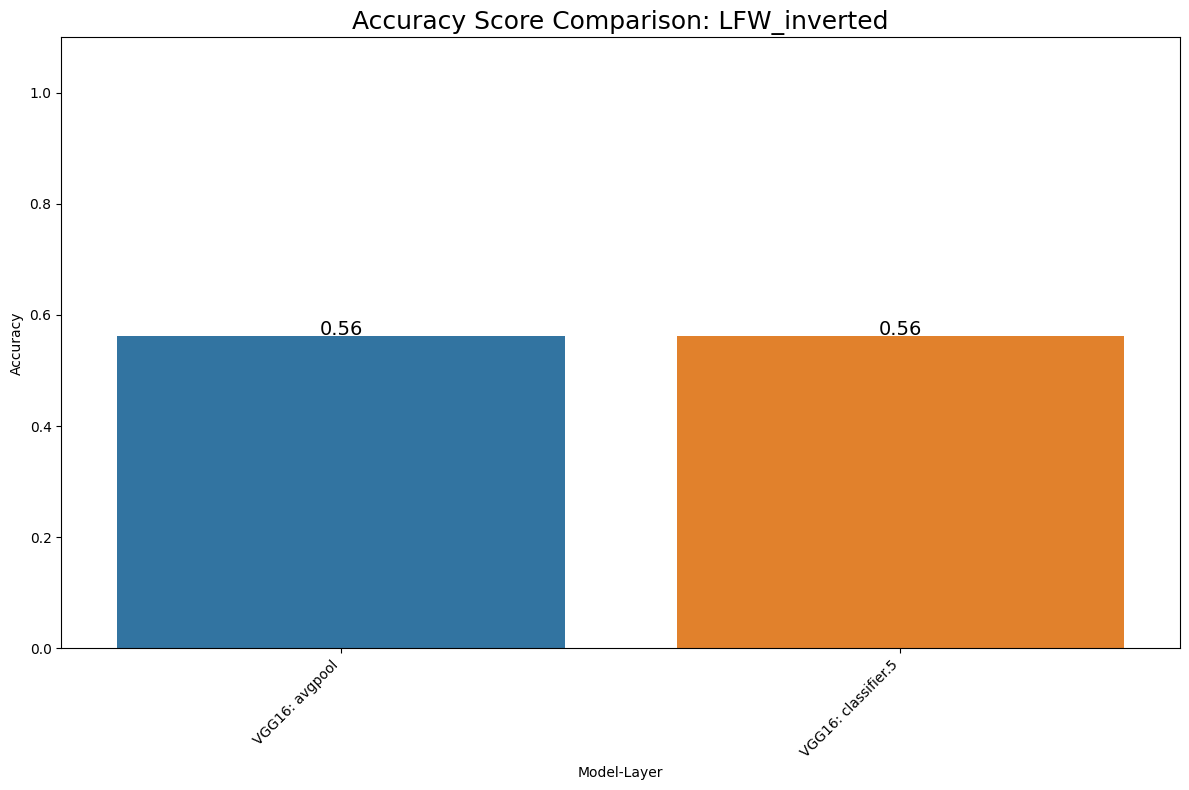 Accuracy Score Comparison: LFW_inverted
1.0
0.8
0.6
0.4
0.2
0.0
Accuracy
0.56
0.56
VGG16: avgpool
VGG16: classifier.5
Model-Layer